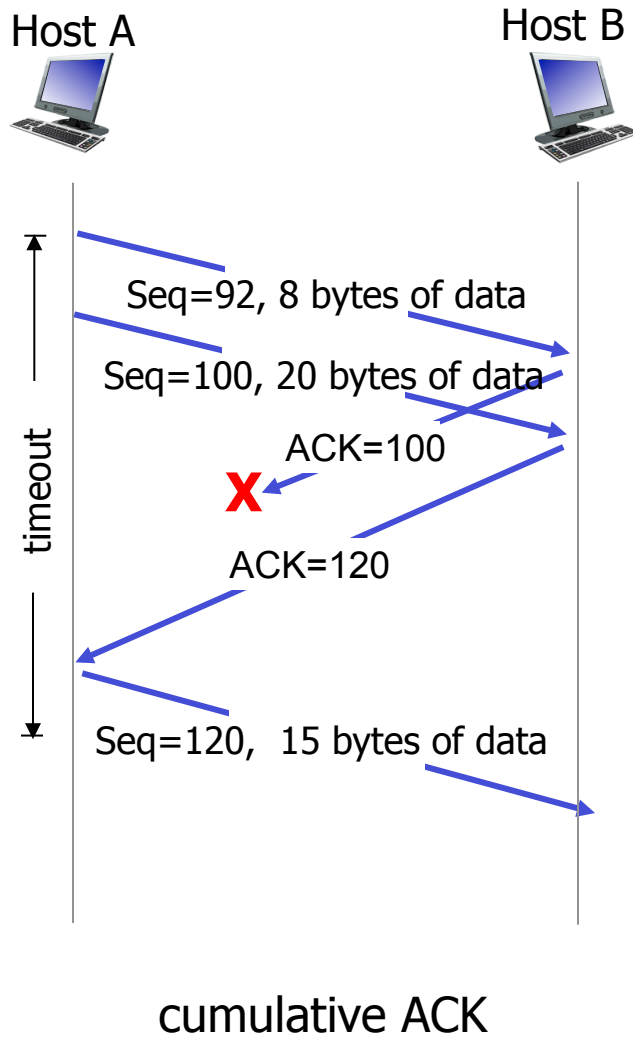 Host A
Host B
Seq=92, 8 bytes of data
Seq=100, 20 bytes of data
ACK=100
X
timeout
ACK=120
Seq=120,  15 bytes of data
cumulative ACK